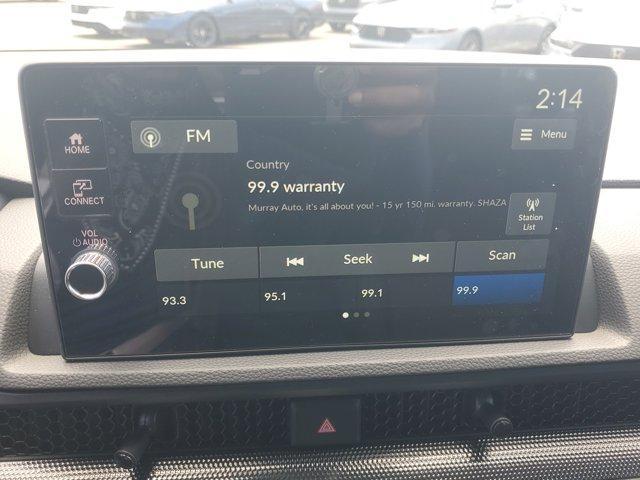 2:14
HOME
FM
Menu
Country
99.9 warranty
CONNECT
Murray Auto, it's all about you! - 15 yr 150 mi. warranty. SHAZA
Station
List
VOL
AUDIO
Tune
Seek
Scan
93.3
95.1
99.1
99.9